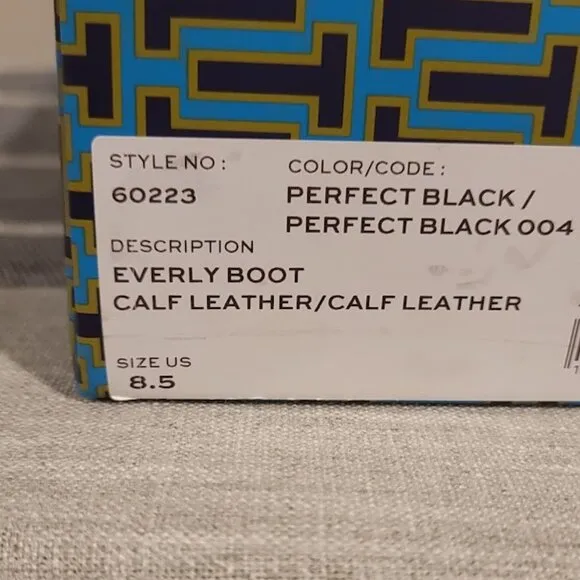 STYLE NO :
60223
COLOR/CODE :
PERFECT BLACK /
PERFECT BLACK 004
DESCRIPTION
EVERLY BOOT
CALF LEATHER/CALF LEATHER
SIZE US
8.5